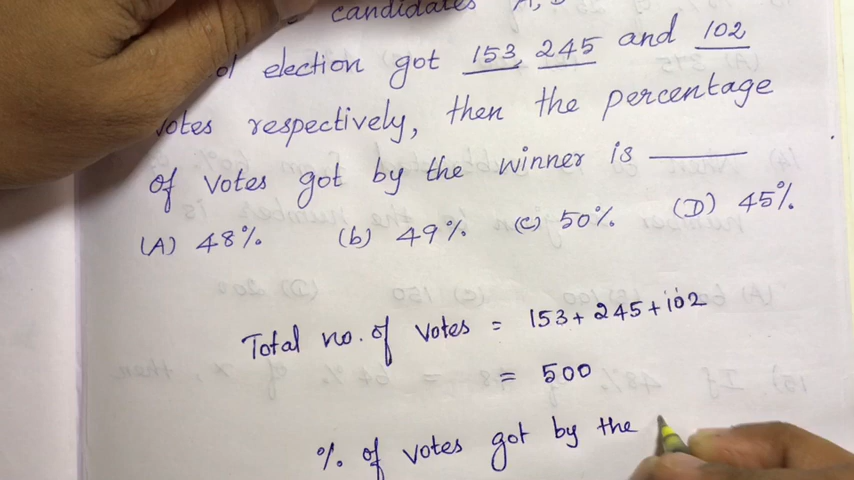 candidates A,
election got 153, 245 and 102
votes respectively, then the percentage
of votes got by the winner is ———
(A) 48% (b) 49% (C) 50% (D) 45%
Total no. of votes = 153 + 245 + 102
= 500
% of votes got by the